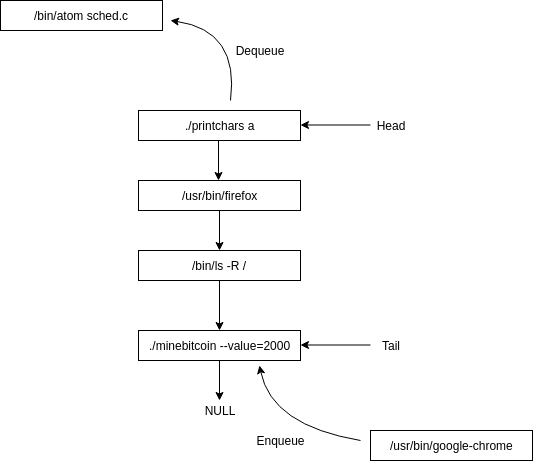 /bin/atom sched.c
Dequeue
./printchars a
Head
/usr/bin/firefox
/bin/ls -R /
./minebitcoin --value=2000
Tail
NULL
Enqueue
/usr/bin/google-chrome